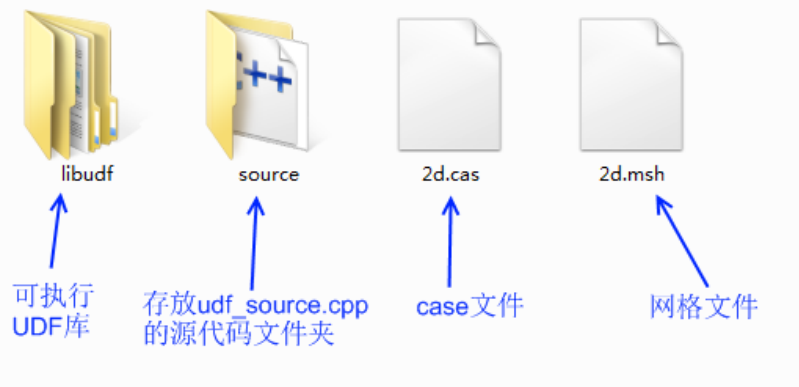 C++
libudf
source
2d.cas
2d.msh
可执行
UDF库
存放udf_source.cpp
的源代码文件夹
case文件
网格文件